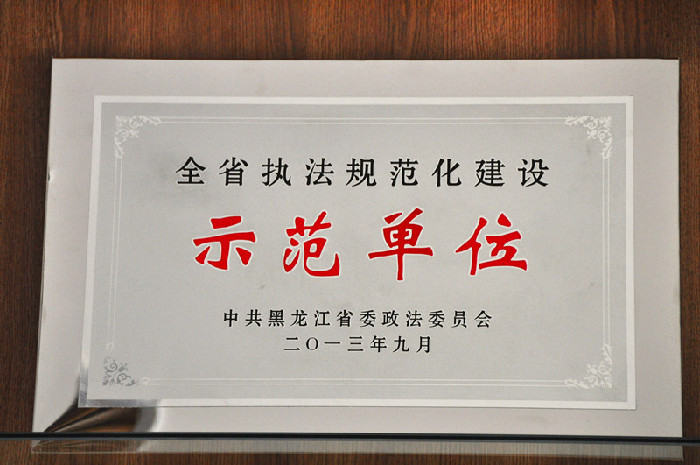 全省执法规范化建设
示范单位
中共黑龙江省委政法委员会
二〇一三年九月